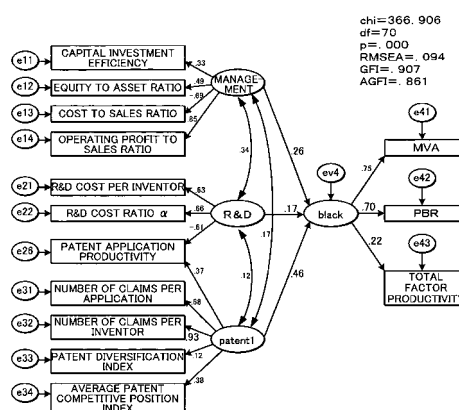 chi=366. 906
df=70
p=. 000
RMSEA=. 094
GFI=. 907
AGFI=. 861
e11
CAPITAL INVESTMENT
EFFICIENCY
.33
e12
EQUITY TO ASSET RATIO
.49
e13
COST TO SALES RATIO
-.69
e14
OPERATING PROFIT TO
SALES RATIO
.85
MANAGE-
MENT
.34
.26
.17
e21
R&D COST PER INVENTOR
.63
e22
R&D COST RATIO α
.66
-.61
R&D
.17
.12
e26
PATENT APPLICATION
PRODUCTIVITY
.37
e31
NUMBER OF CLAIMS PER
APPLICATION
.68
e32
NUMBER OF CLAIMS PER
INVENTOR
.93
e33
PATENT DIVERSIFICATION
INDEX
.12
e34
AVERAGE PATENT
COMPETITIVE POSITION
INDEX
.38
patent1
.46
ev4
black
e41
MVA
.75
e42
PBR
.70
e43
TOTAL
FACTOR
PRODUCTIVITY
.22